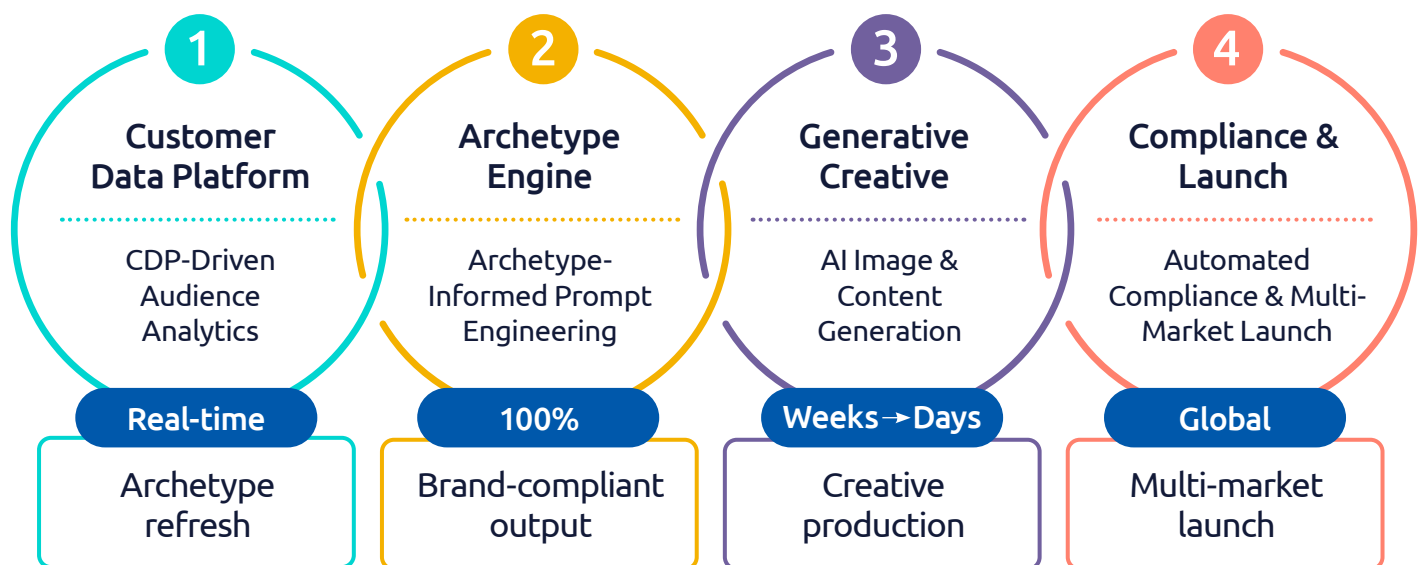 1
Customer
Data Platform
CDP-Driven
Audience
Analytics
Real-time
Archetype
refresh
2
Archetype
Engine
Archetype-
Informed Prompt
Engineering
100%
Brand-compliant
output
3
Generative
Creative
AI Image &
Content
Generation
Weeks→Days
Creative
production
4
Compliance &
Launch
Automated
Compliance & Multi-
Market Launch
Global
Multi-market
launch